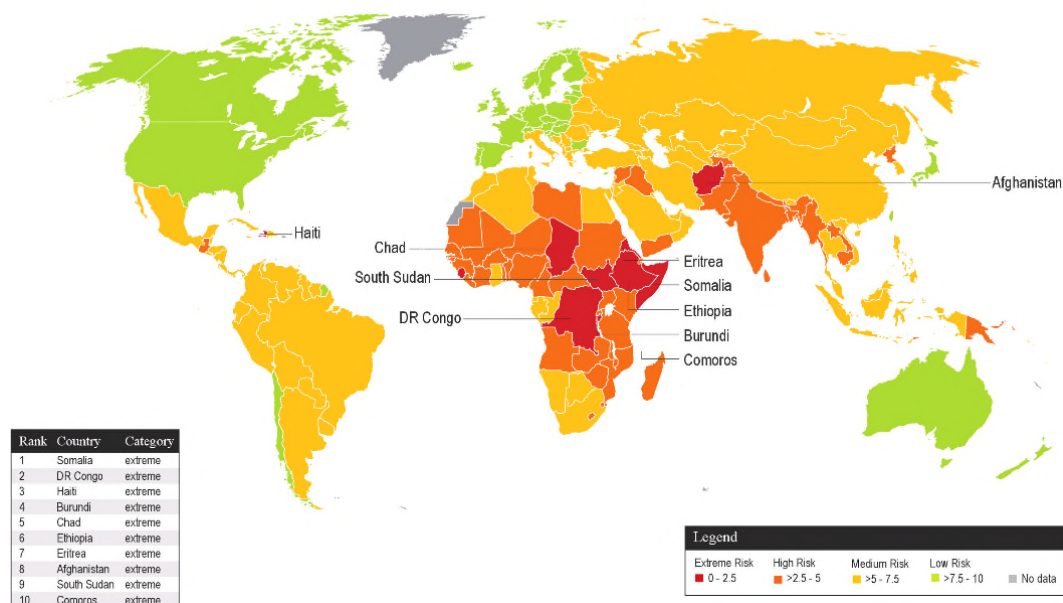 Afghanistan
Haiti
Chad
Eritrea
South Sudan
Somalia
Ethiopia
DR Congo
Burundi
Comoros
Rank Country Category
1 Somalia extreme
2 DR Congo extreme
3 Haiti extreme
4 Burundi extreme
5 Chad extreme
6 Ethiopia extreme
7 Eritrea extreme
8 Afghanistan extreme
9 South Sudan extreme
10 Comoros extreme
Legend
Extreme Risk High Risk Medium Risk Low Risk
0 - 2.5 >2.5 - 5 >5 - 7.5 >7.5 - 10 No data